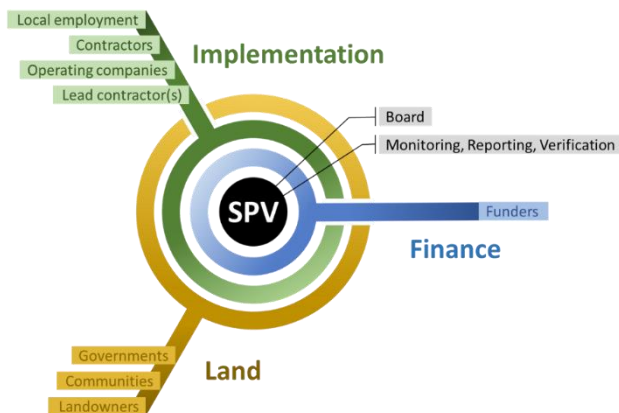 Local employment
Contractors
Operating companies
Lead contractor(s)
Implementation
Board
Monitoring, Reporting, Verification
SPV
Funders
Finance
Governments
Communities
Landowners
Land